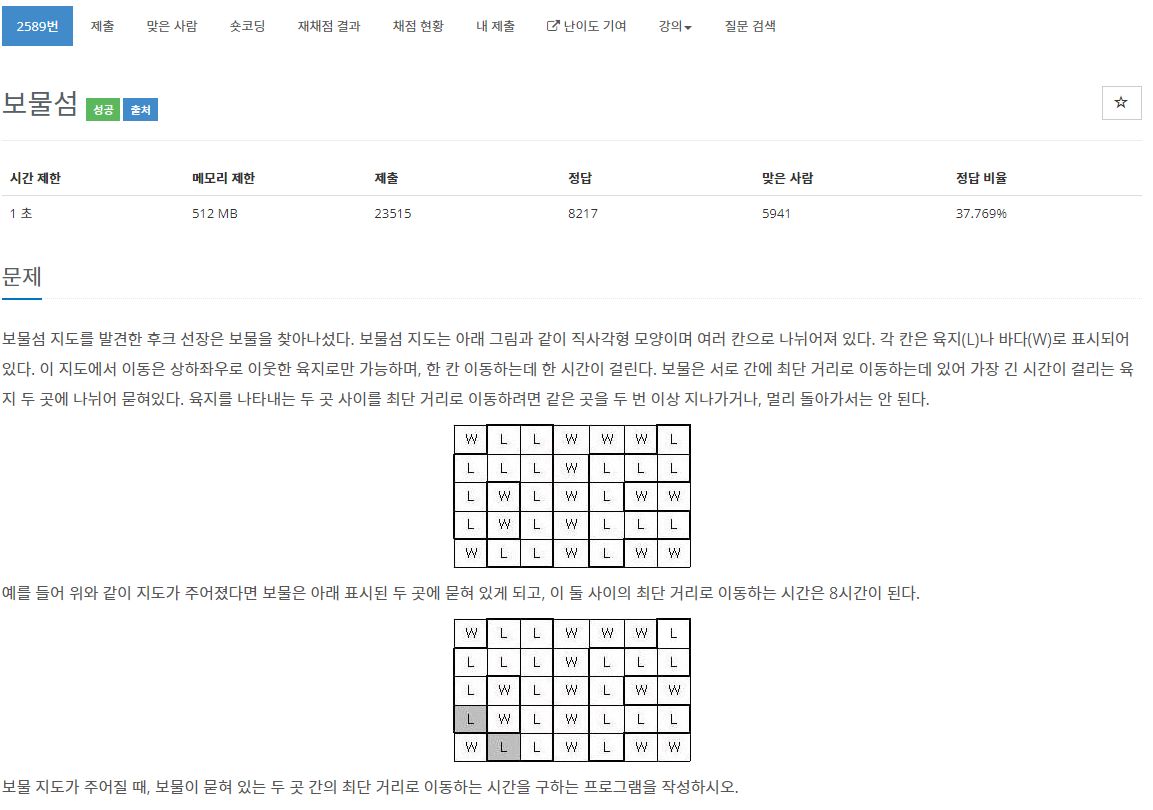 2589번 제출 맞은 사람 숏코딩 재채점 결과 채점 현황 내 제출 난이도 기여 강의 질문 검색
보물섬 성공 출처
☆
시간 제한 메모리 제한 제출 정답 맞은 사람 정답 비율
1 초 512 MB 23515 8217 5941 37.769%
문제
보물섬 지도를 발견한 후크 선장은 보물을 찾아나섰다. 보물섬 지도는 아래 그림과 같이 직사각형 모양이며 여러 칸으로 나뉘어져 있다. 각 칸은 육지(L)나 바다(W)로 표시되어
있다. 이 지도에서 이동은 상하좌우로 이웃한 육지로만 가능하며, 한 칸 이동하는데 한 시간이 걸린다. 보물은 서로 간에 최단 거리로 이동하는데 있어 가장 긴 시간이 걸리는 육
지 두 곳에 나뉘어 묻혀있다. 육지를 나타내는 두 곳 사이를 최단 거리로 이동하려면 같은 곳을 두 번 이상 지나가거나, 멀리 돌아가서는 안 된다.
W L L W W W L
L L L W L L L
L W L W L W W
L W L W L L L
W L L W L W W
예를 들어 위와 같이 지도가 주어졌다면 보물은 아래 표시된 두 곳에 묻혀 있게 되고, 이 둘 사이의 최단 거리로 이동하는 시간은 8시간이 된다.
W L L W W W L
L L L W L L L
L W L W L W W
L W L W L L L
W L L W L W W
보물 지도가 주어질 때, 보물이 묻혀 있는 두 곳 간의 최단 거리로 이동하는 시간을 구하는 프로그램을 작성하시오.